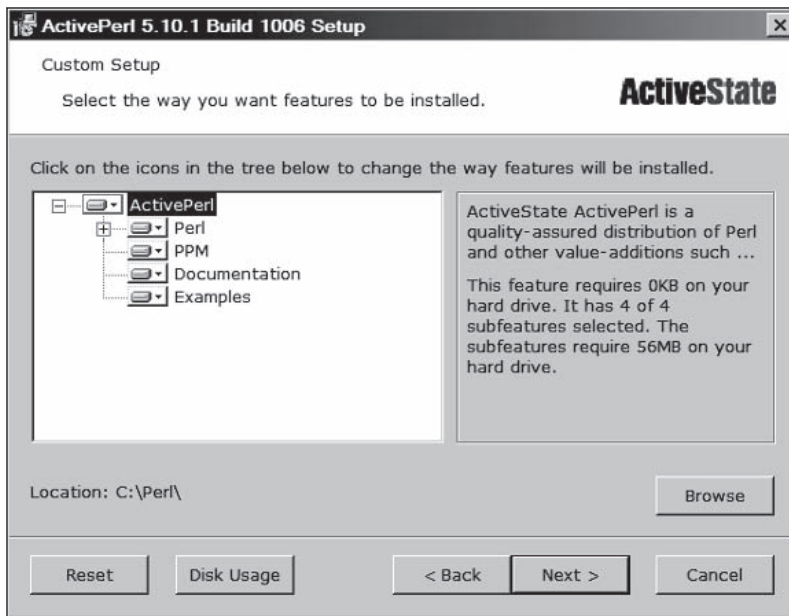 ActivePerl 5.10.1 Build 1006 Setup
Custom Setup
Select the way you want features to be installed.
ActiveState
Click on the icons in the tree below to change the way features will be installed.
ActivePerl
Perl
PPM
Documentation
Examples
ActiveState ActivePerl is a
quality-assured distribution of Perl
and other value-additions such ...
This feature requires 0KB on your
hard drive. It has 4 of 4
subfeatures selected. The
subfeatures require 56MB on your
hard drive.
Location: C:\Perl\
Browse
Reset
Disk Usage
< Back
Next >
Cancel